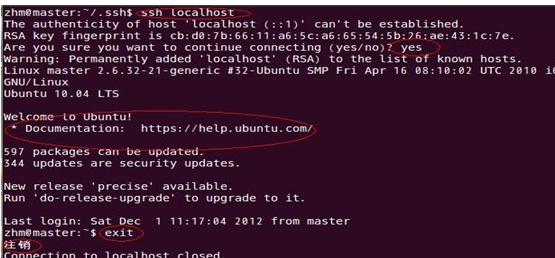 zhm@master:~/.ssh$ ssh localhost
The authenticity of host 'localhost (::1)' can't be established.
RSA key fingerprint is cb:d0:7b:66:11:a6:5c:a6:65:54:5b:26:ae:43:1c:7e.
Are you sure you want to continue connecting (yes/no)? yes
Warning: Permanently added 'localhost' (RSA) to the list of known hosts.
Linux master 2.6.32-21-generic #32-Ubuntu SMP Fri Apr 16 08:10:02 UTC 2010
GNU/Linux
Ubuntu 10.04 LTS
Welcome to Ubuntu!
* Documentation: https://help.ubuntu.com/
597 packages can be updated.
344 updates are security updates.
New release 'precise' available.
Run 'do-release-upgrade' to upgrade to it.
Last login: Sat Dec 1 11:17:04 2012 from master
zhm@master:~$ exit
注销
Connection to localhost closed